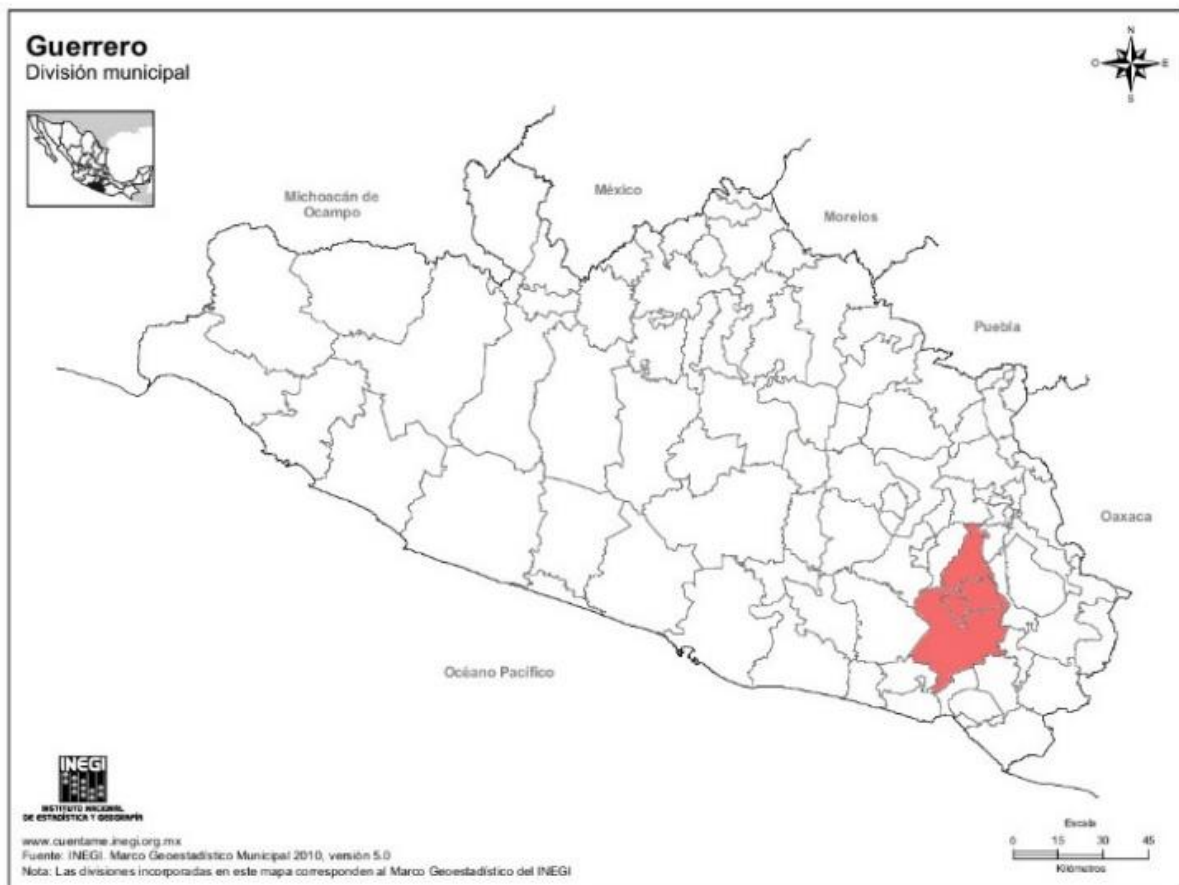 Guerrero
División municipal
N
O
E
S
Michoacán de
Ocampo
México
Morelos
Puebla
Oaxaca
Océano Pacífico
INEGI
INSTITUTO NACIONAL
DE ESTADÍSTICA Y GEOGRAFÍA
www.cuentame.inegi.org.mx
Fuente: INEGI. Marco Geoestadístico Municipal 2010, versión 5.0
Nota: Las divisiones incorporadas en este mapa corresponden al Marco Geoestadístico del INEGI
Escala
0 15 30 45
Kilómetros